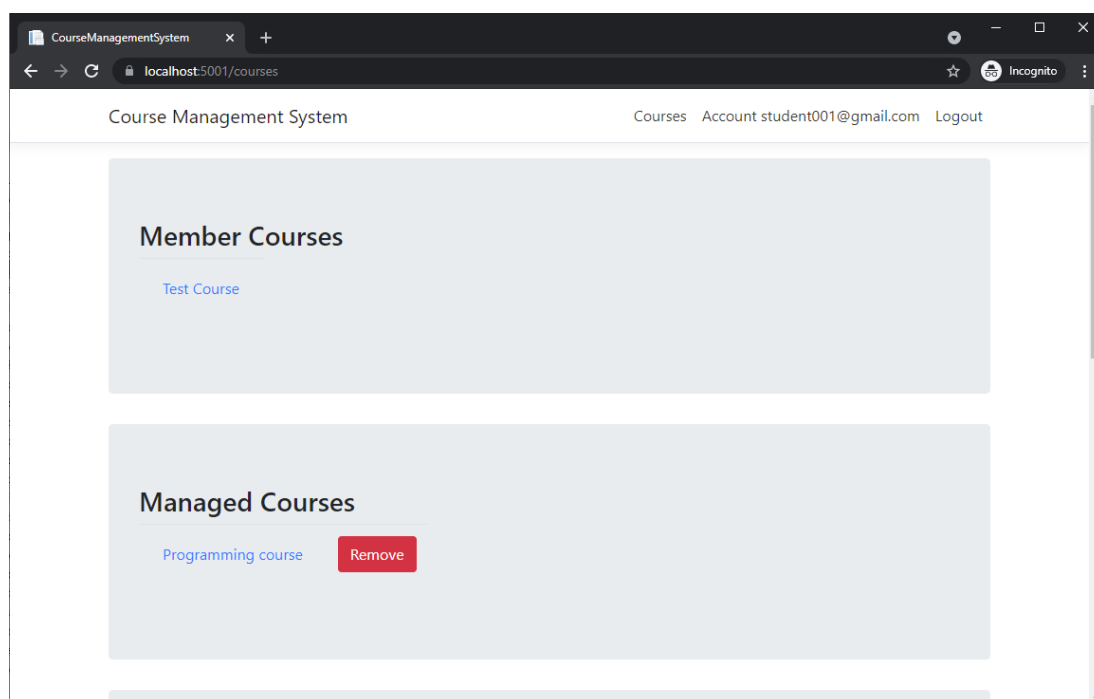 CourseManagementSystem
localhost:5001/courses
Incognito
Course Management System
Courses Account student001@gmail.com Logout
Member Courses
Test Course
Managed Courses
Programming course Remove